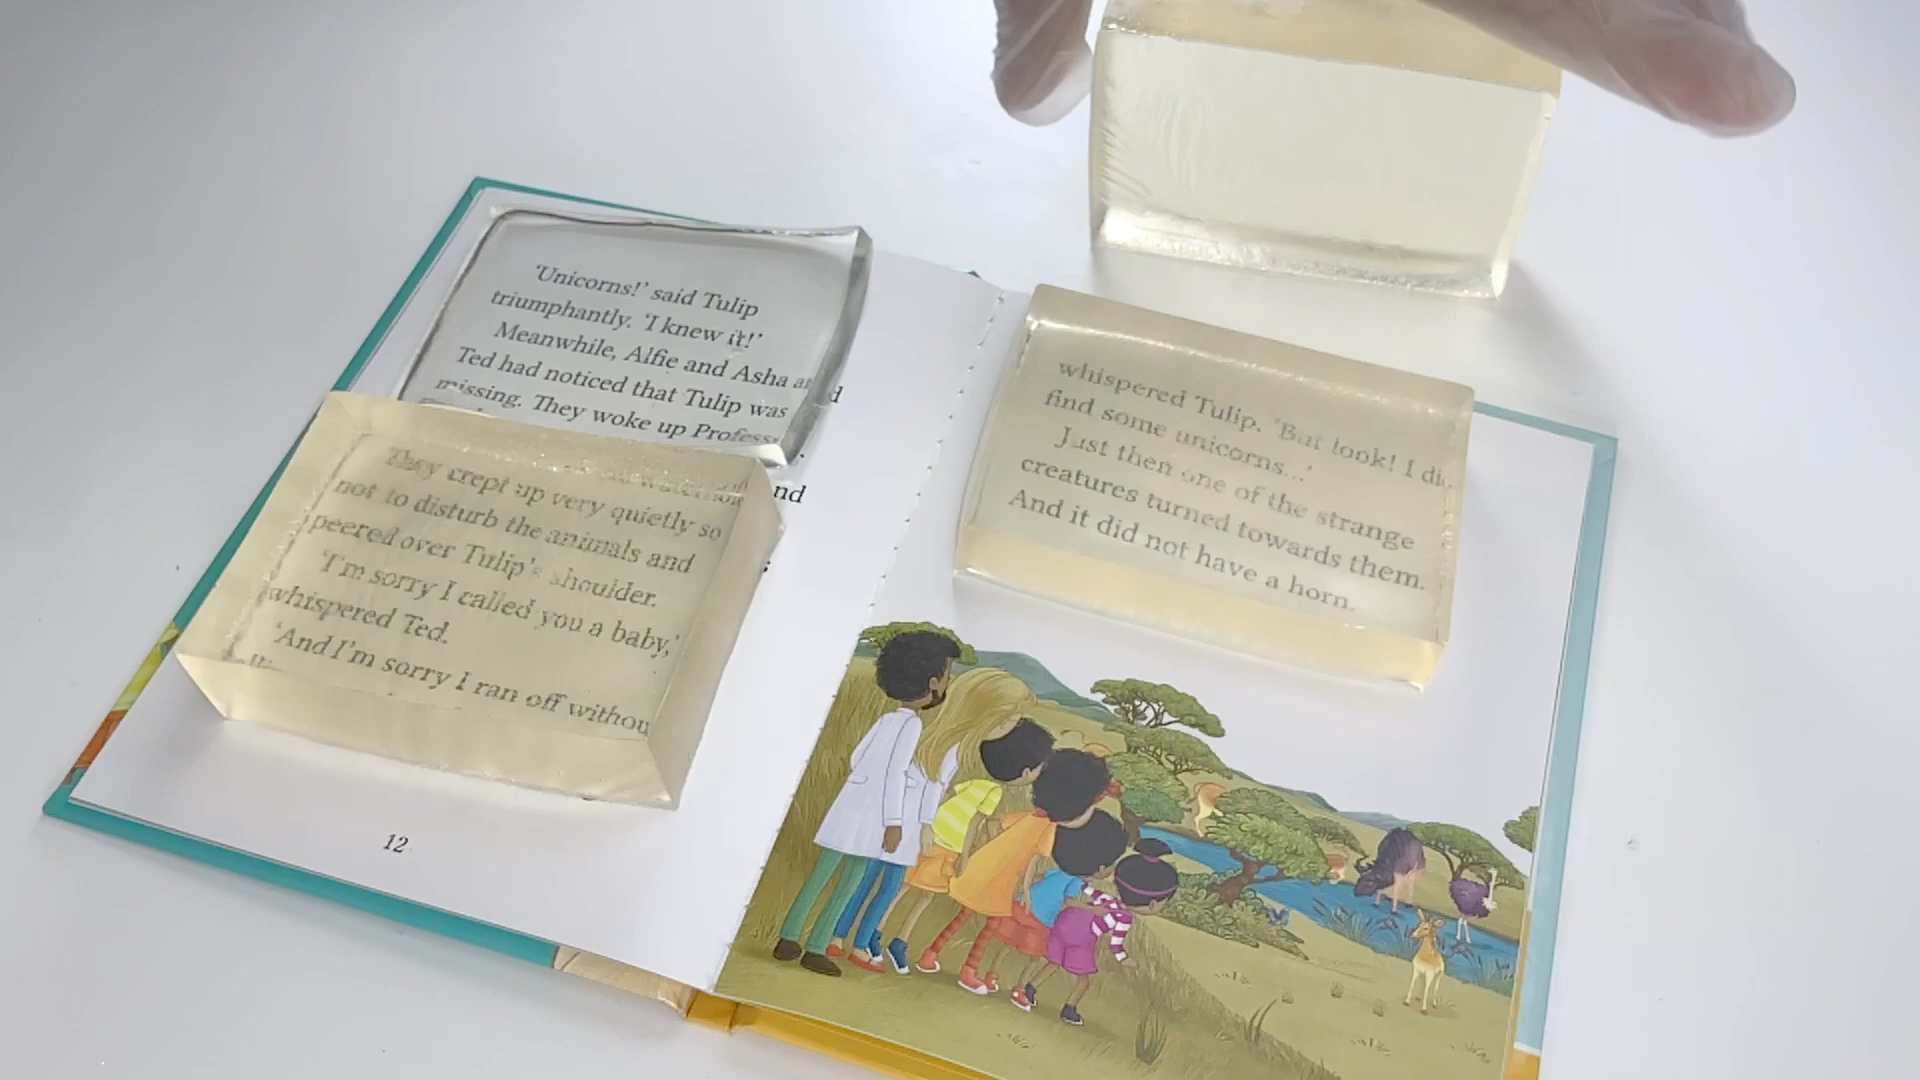 ‘Unicorns!’ said Tulip
triumphantly. ‘I knew it!’
Meanwhile, Alfie and Asha and
Ted had noticed that Tulip was
missing. They woke up
and
They crept up very quietly so
not to disturb the animals and
peered over Tulip’s shoulder.
‘I’m sorry I called you a baby,’
whispered Ted.
‘And I’m sorry I ran off
12
whispered Tulip. ‘But look! I
find some unicorns...’
Just then one of the strange
creatures turned towards them.
And it did not have a horn.